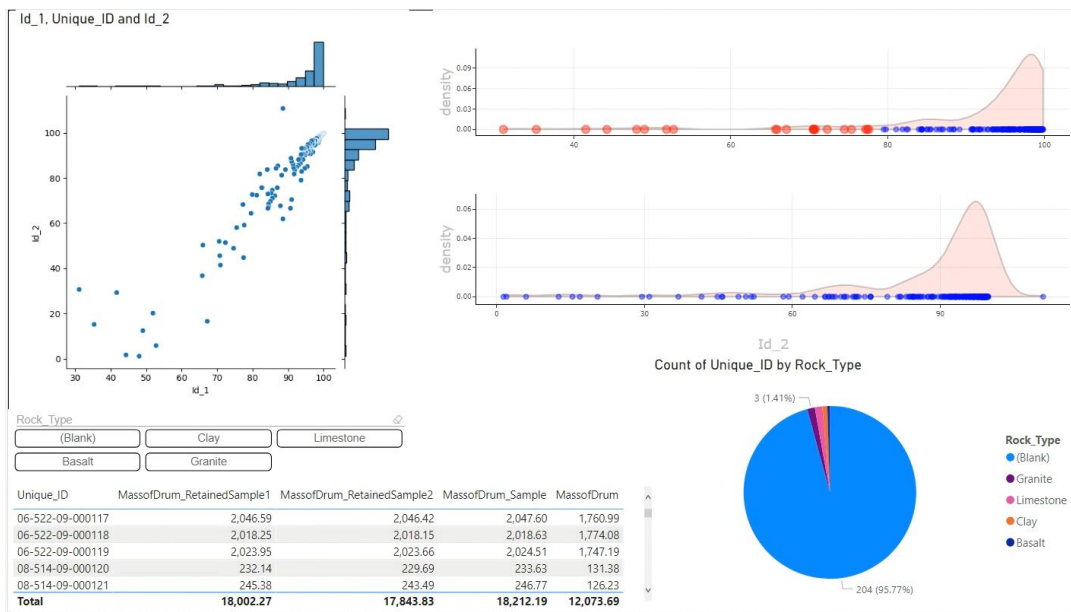 Id_1, Unique_ID and Id_2
100
80
60
40
20
0
Id_2
30 40 50 60 70 80 90 100
Id_1
density
0.09
0.06
0.03
0.00
40 60 80 100
density
0.06
0.04
0.02
0.00
0 30 60 90
Id_2
Count of Unique_ID by Rock_Type
3 (1.41%)
204 (95.77%)
Rock_Type
(Blank)
Granite
Limestone
Clay
Basalt
Rock_Type
(Blank) Clay Limestone
Basalt Granite
Unique_ID MassofDrum_RetainedSample1 MassofDrum_RetainedSample2 MassofDrum_Sample MassofDrum
06-522-09-000117 2,046.59 2,046.42 2,047.60 1,760.99
06-522-09-000118 2,018.25 2,018.15 2,018.63 1,774.08
06-522-09-000119 2,023.95 2,023.66 2,024.51 1,747.19
08-514-09-000120 232.14 229.69 233.63 131.38
08-514-09-000121 245.38 243.49 246.77 126.23
Total 18,002.27 17,843.83 18,212.19 12,073.69